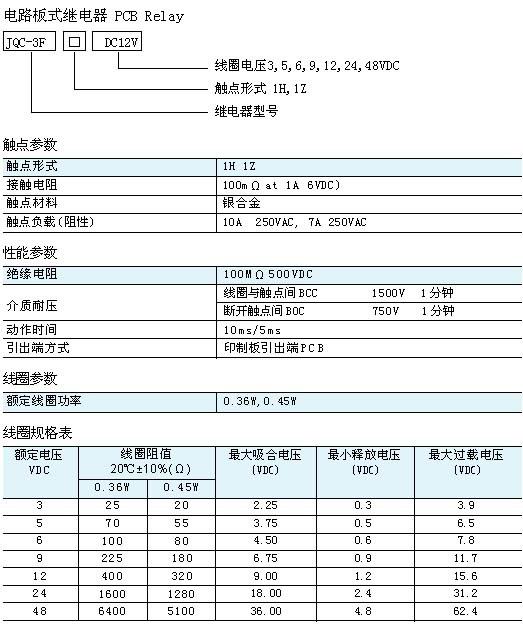 电路板式继电器 PCB Relay
JQC-3F □ DC12V
线圈电压3,5,6,9,12,24,48VDC
触点形式 1H,1Z
继电器型号
触点参数
触点形式 1H 1Z
接触电阻 100mΩ at 1A 6VDC)
触点材料 银合金
触点负载(阻性) 10A 250VAC, 7A 250VAC
性能参数
绝缘电阻 100MΩ 500VDC
介质耐压 线圈与触点间BCC 1500V 1分钟
断开触点间BOC 750V 1分钟
动作时间 10ms/5ms
引出端方式 印制板引出端PCB
线圈参数
额定线圈功率 0.36W,0.45W
线圈规格表
额定电压 线圈阻值 最大吸合电压 最小释放电压 最大过载电压
VDC 20℃±10%(Ω) (VDC) (VDC) (VDC)
0.36W 0.45W
3 25 20 2.25 0.3 3.9
5 70 55 3.75 0.5 6.5
6 100 80 4.50 0.6 7.8
9 225 180 6.75 0.9 11.7
12 400 320 9.00 1.2 15.6
24 1600 1280 18.00 2.4 31.2
48 6400 5100 36.00 4.8 62.4